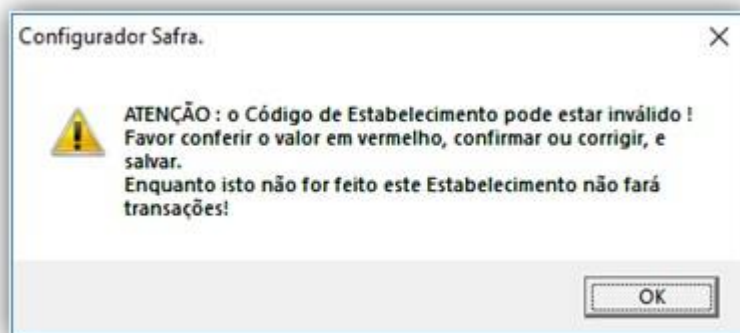 Configurador Safra.
ATENÇÃO : o Código de Estabelecimento pode estar inválido !
Favor conferir o valor em vermelho, confirmar ou corrigir, e
salvar.
Enquanto isto não for feito este Estabelecimento não fará
transações!
OK